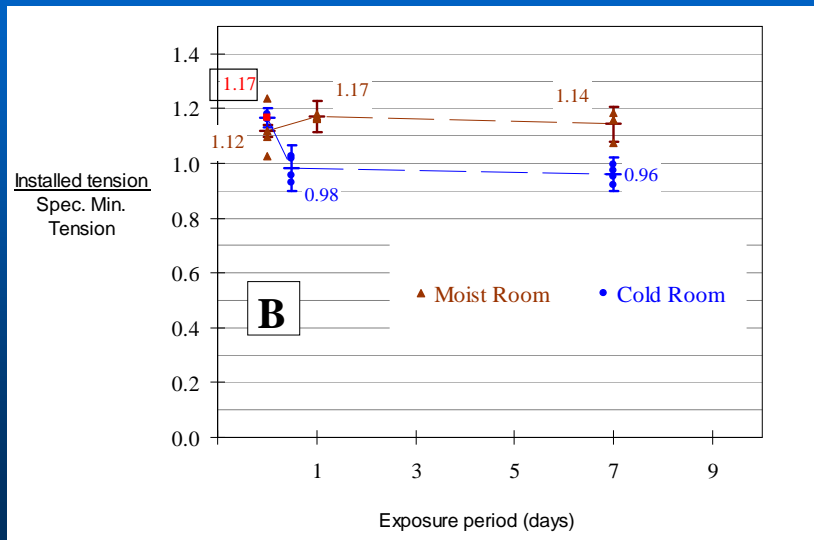 1.4
1.2
1.0
0.8
0.6
0.4
0.2
0.0
Installed tension
Spec. Min.
Tension
1.17
1.12
1.17
1.14
0.98
0.96
B
Moist Room
Cold Room
1 3 5 7 9
Exposure period (days)